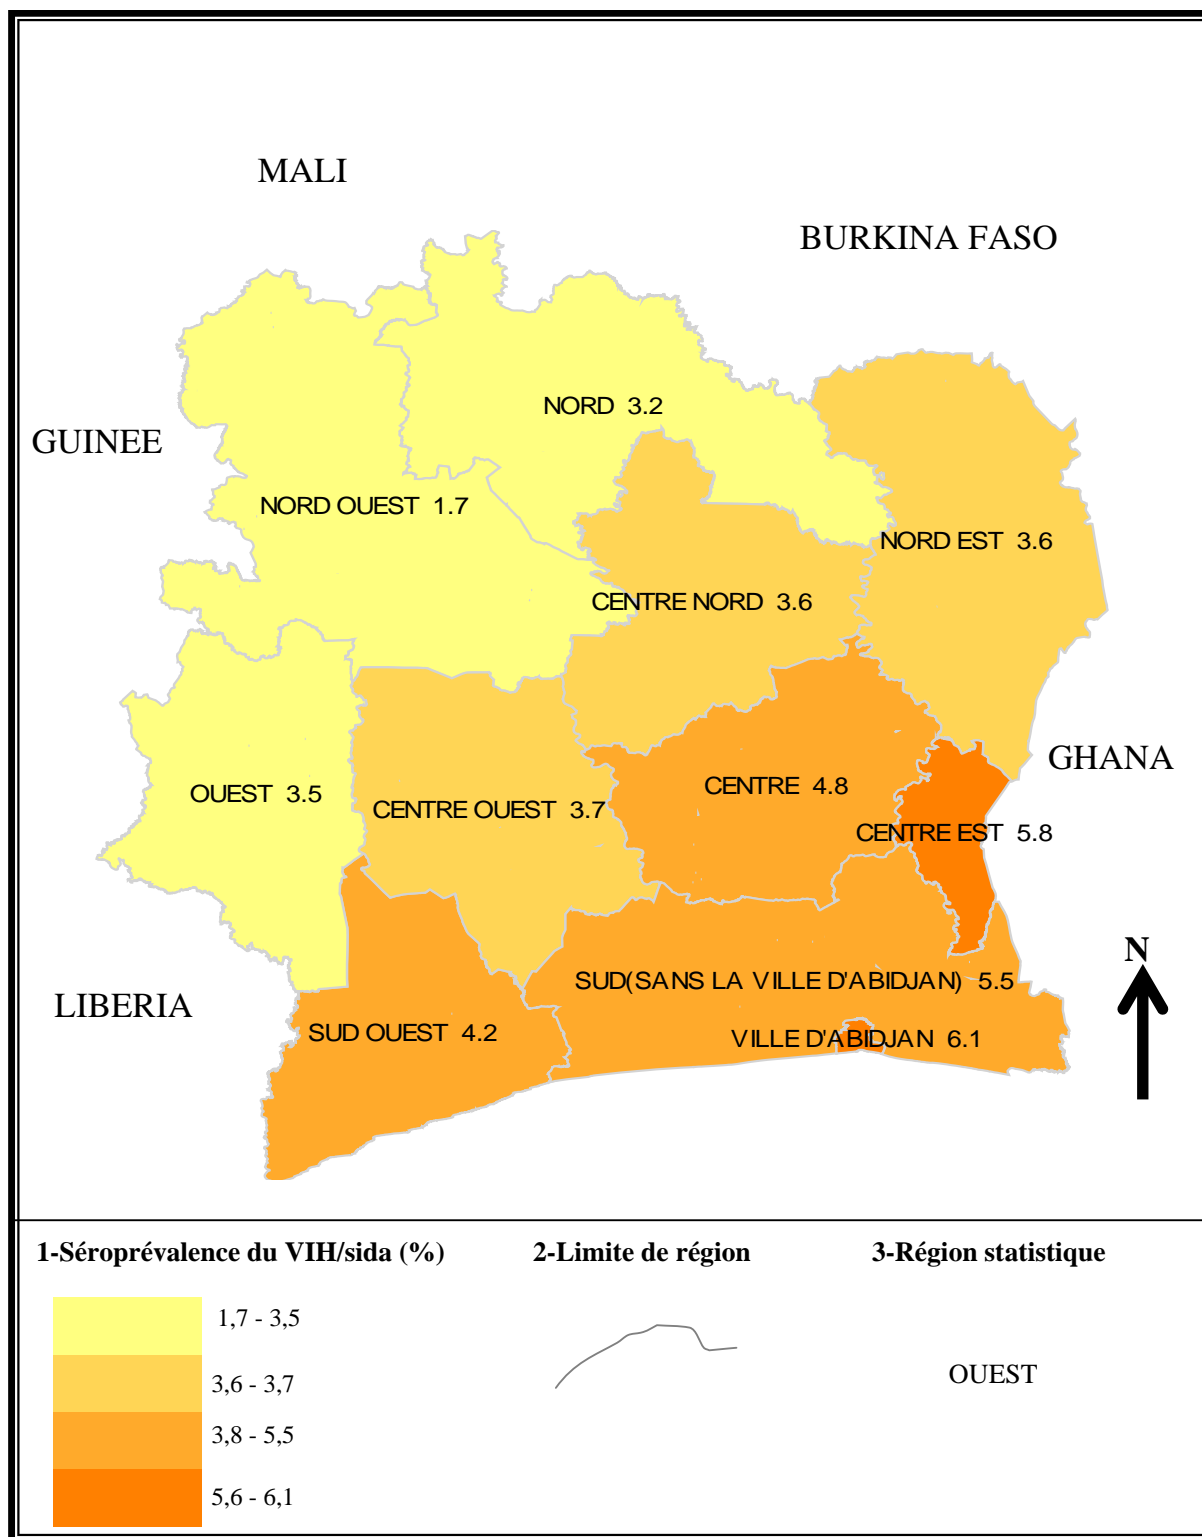 MALI
BURKINA FASO
NORD 3.2
GUINEE
NORD OUEST 1.7
NORD EST 3.6
CENTRE NORD 3.6
GHANA
CENTRE 4.8
OUEST 3.5
CENTRE OUEST 3.7
CENTRE EST 5.8
N
SUD(SANS LA VILLE D'ABIDJAN) 5.5
LIBERIA
SUD OUEST 4.2
VILLE D'ABIDJAN 6.1
1-Séroprévalence du VIH/sida (%)
2-Limite de région
3-Région statistique
1,7 - 3,5
3,6 - 3,7
OUEST
3,8 - 5,5
5,6 - 6,1